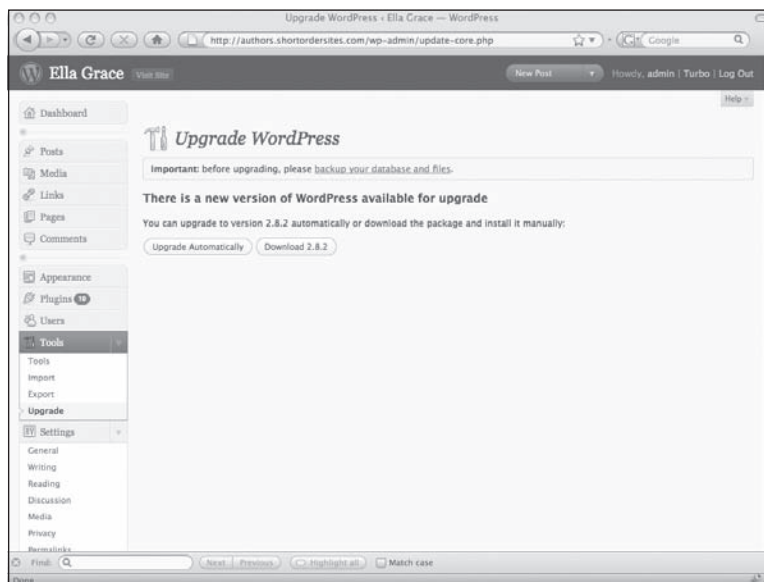 Upgrade WordPress ‹ Ella Grace — WordPress
http://authors.shortordersites.com/wp-admin/update-core.php
Google
Ella Grace Visit Site
New Post
Howdy, admin | Turbo | Log Out
Help
Dashboard
Posts
Media
Links
Pages
Comments
Appearance
Plugins
Users
Tools
Tools
Import
Export
Upgrade
Settings
General
Writing
Reading
Discussion
Media
Privacy
Permalinks
Upgrade WordPress
Important: before upgrading, please backup your database and files.
There is a new version of WordPress available for upgrade
You can upgrade to version 2.8.2 automatically or download the package and install it manually:
Upgrade Automatically Download 2.8.2
Find: Next Previous Highlight all Match case
Done